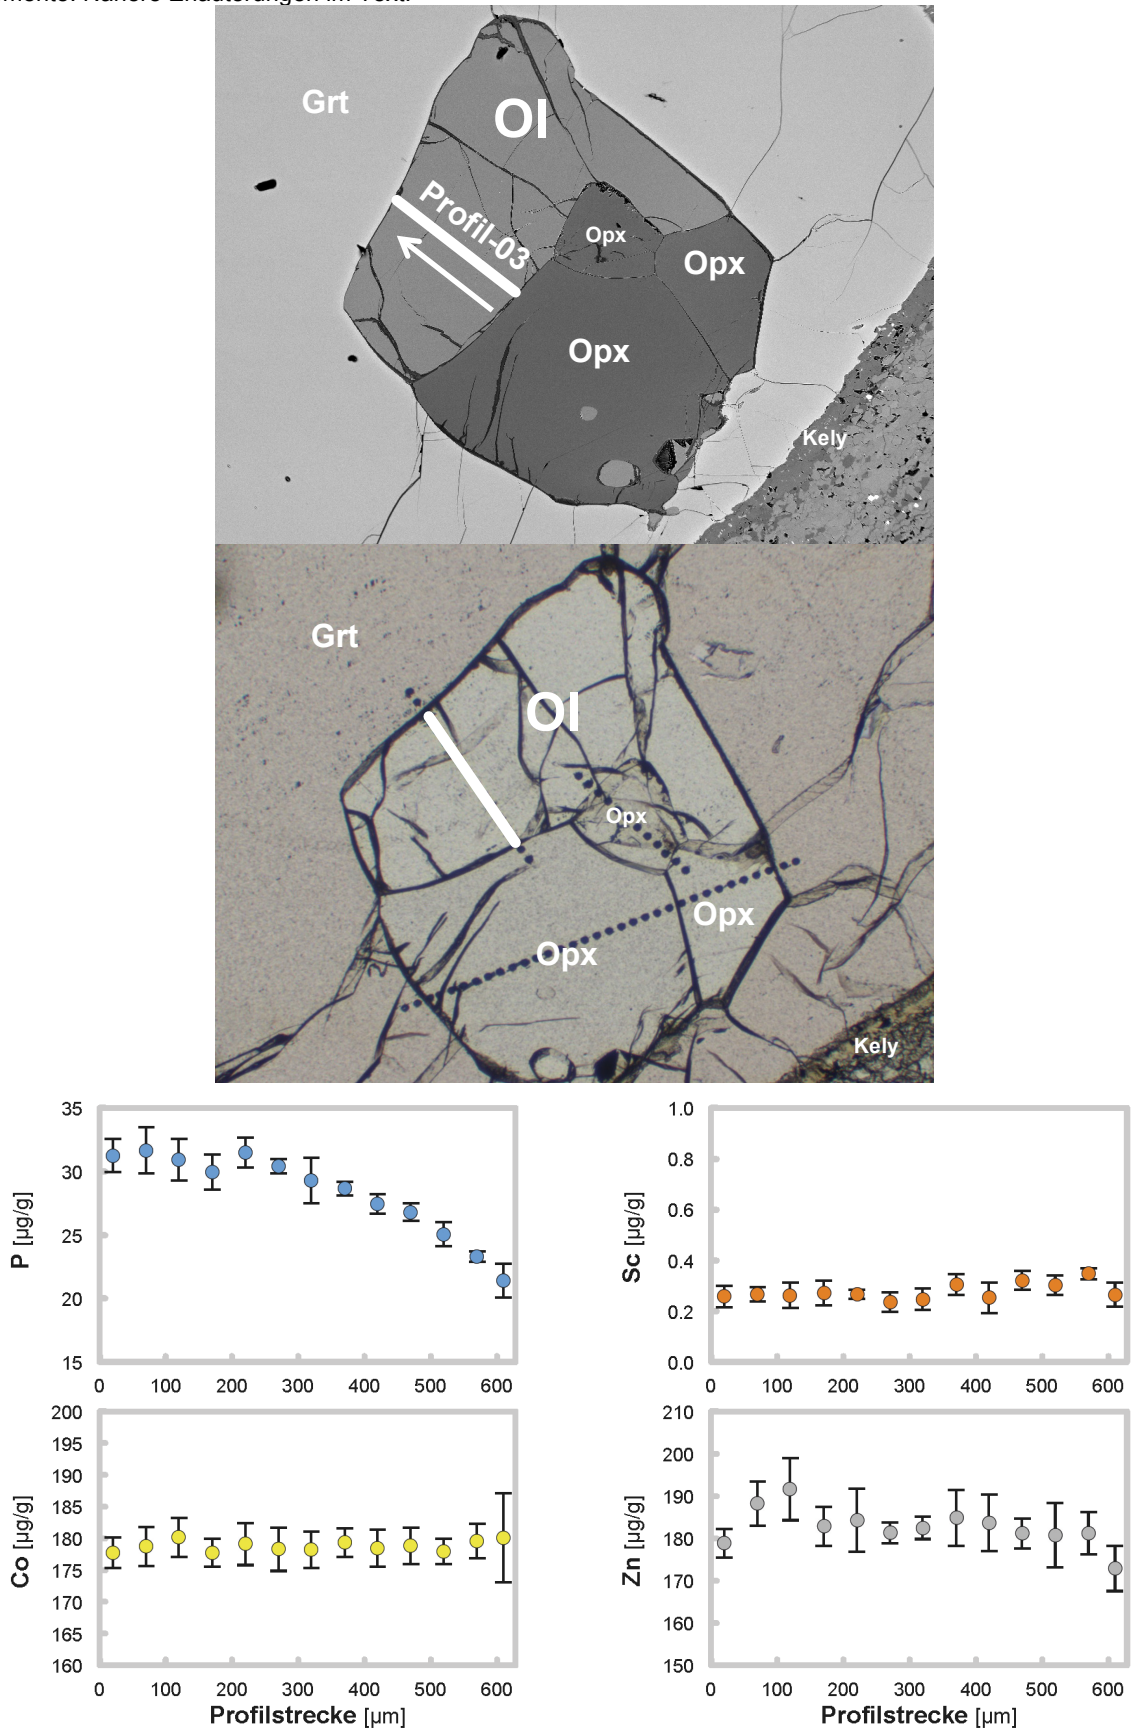 Grt
Ol
Profil-03
Opx
Opx
Opx
Kely
Grt
Ol
Opx
Opx
Opx
Kely
35
30
25
20
15
P [µg/g]
0 100 200 300 400 500 600
1.0
0.8
0.6
0.4
0.2
0.0
Sc [µg/g]
0 100 200 300 400 500 600
200
195
190
185
180
175
170
165
160
Co [µg/g]
0 100 200 300 400 500 600
Profilstrecke [µm]
210
200
190
180
170
160
150
Zn [µg/g]
0 100 200 300 400 500 600
Profilstrecke [µm]